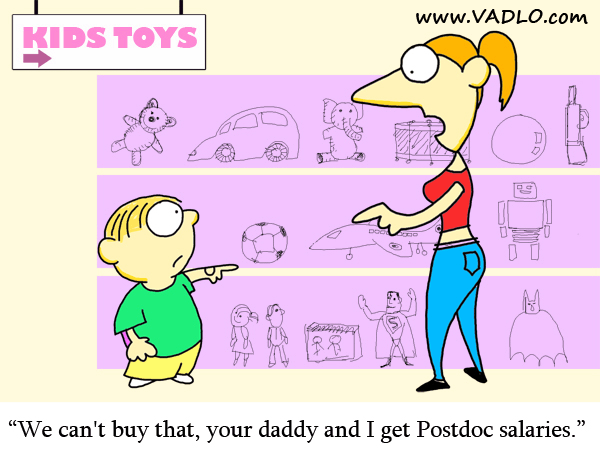 www.VADLO.com
KIDS TOYS
S
“We can't buy that, your daddy and I get Postdoc salaries.”